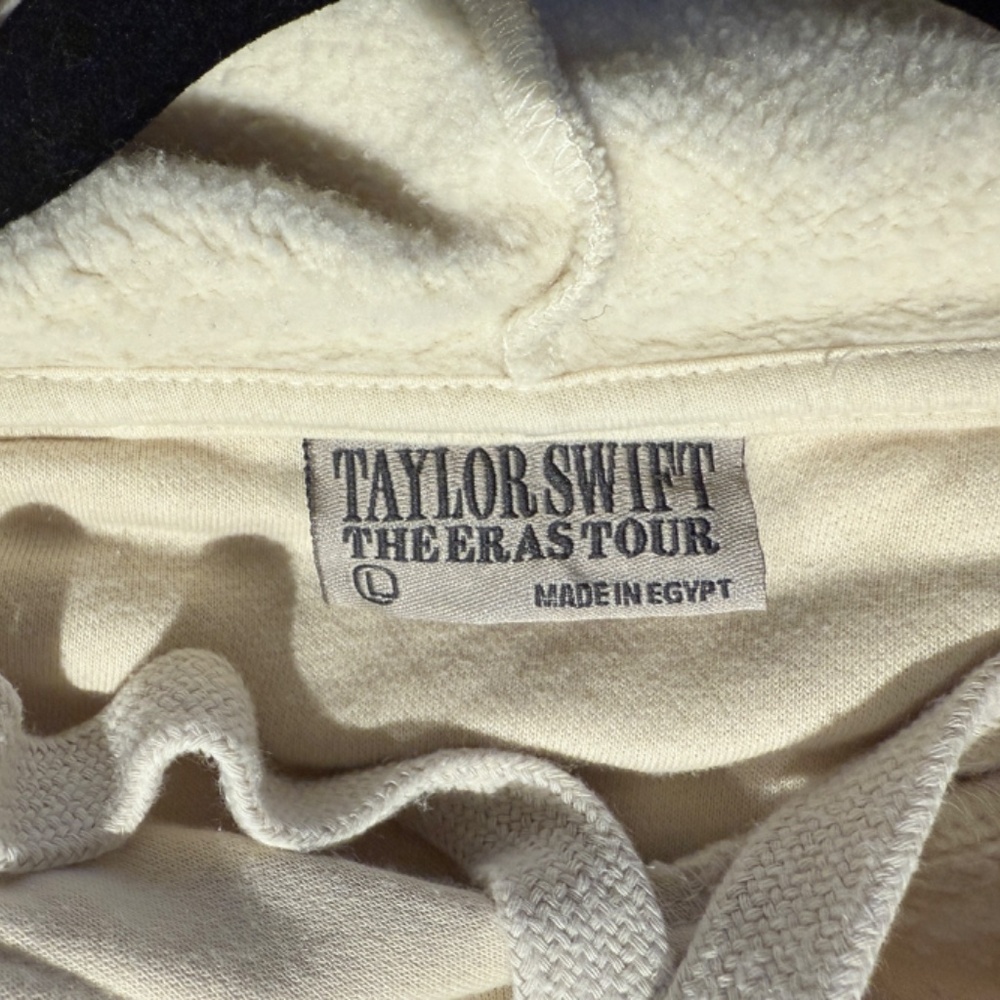 TAYLOR SWIFT
THE ERAS TOUR
L MADE IN EGYPT